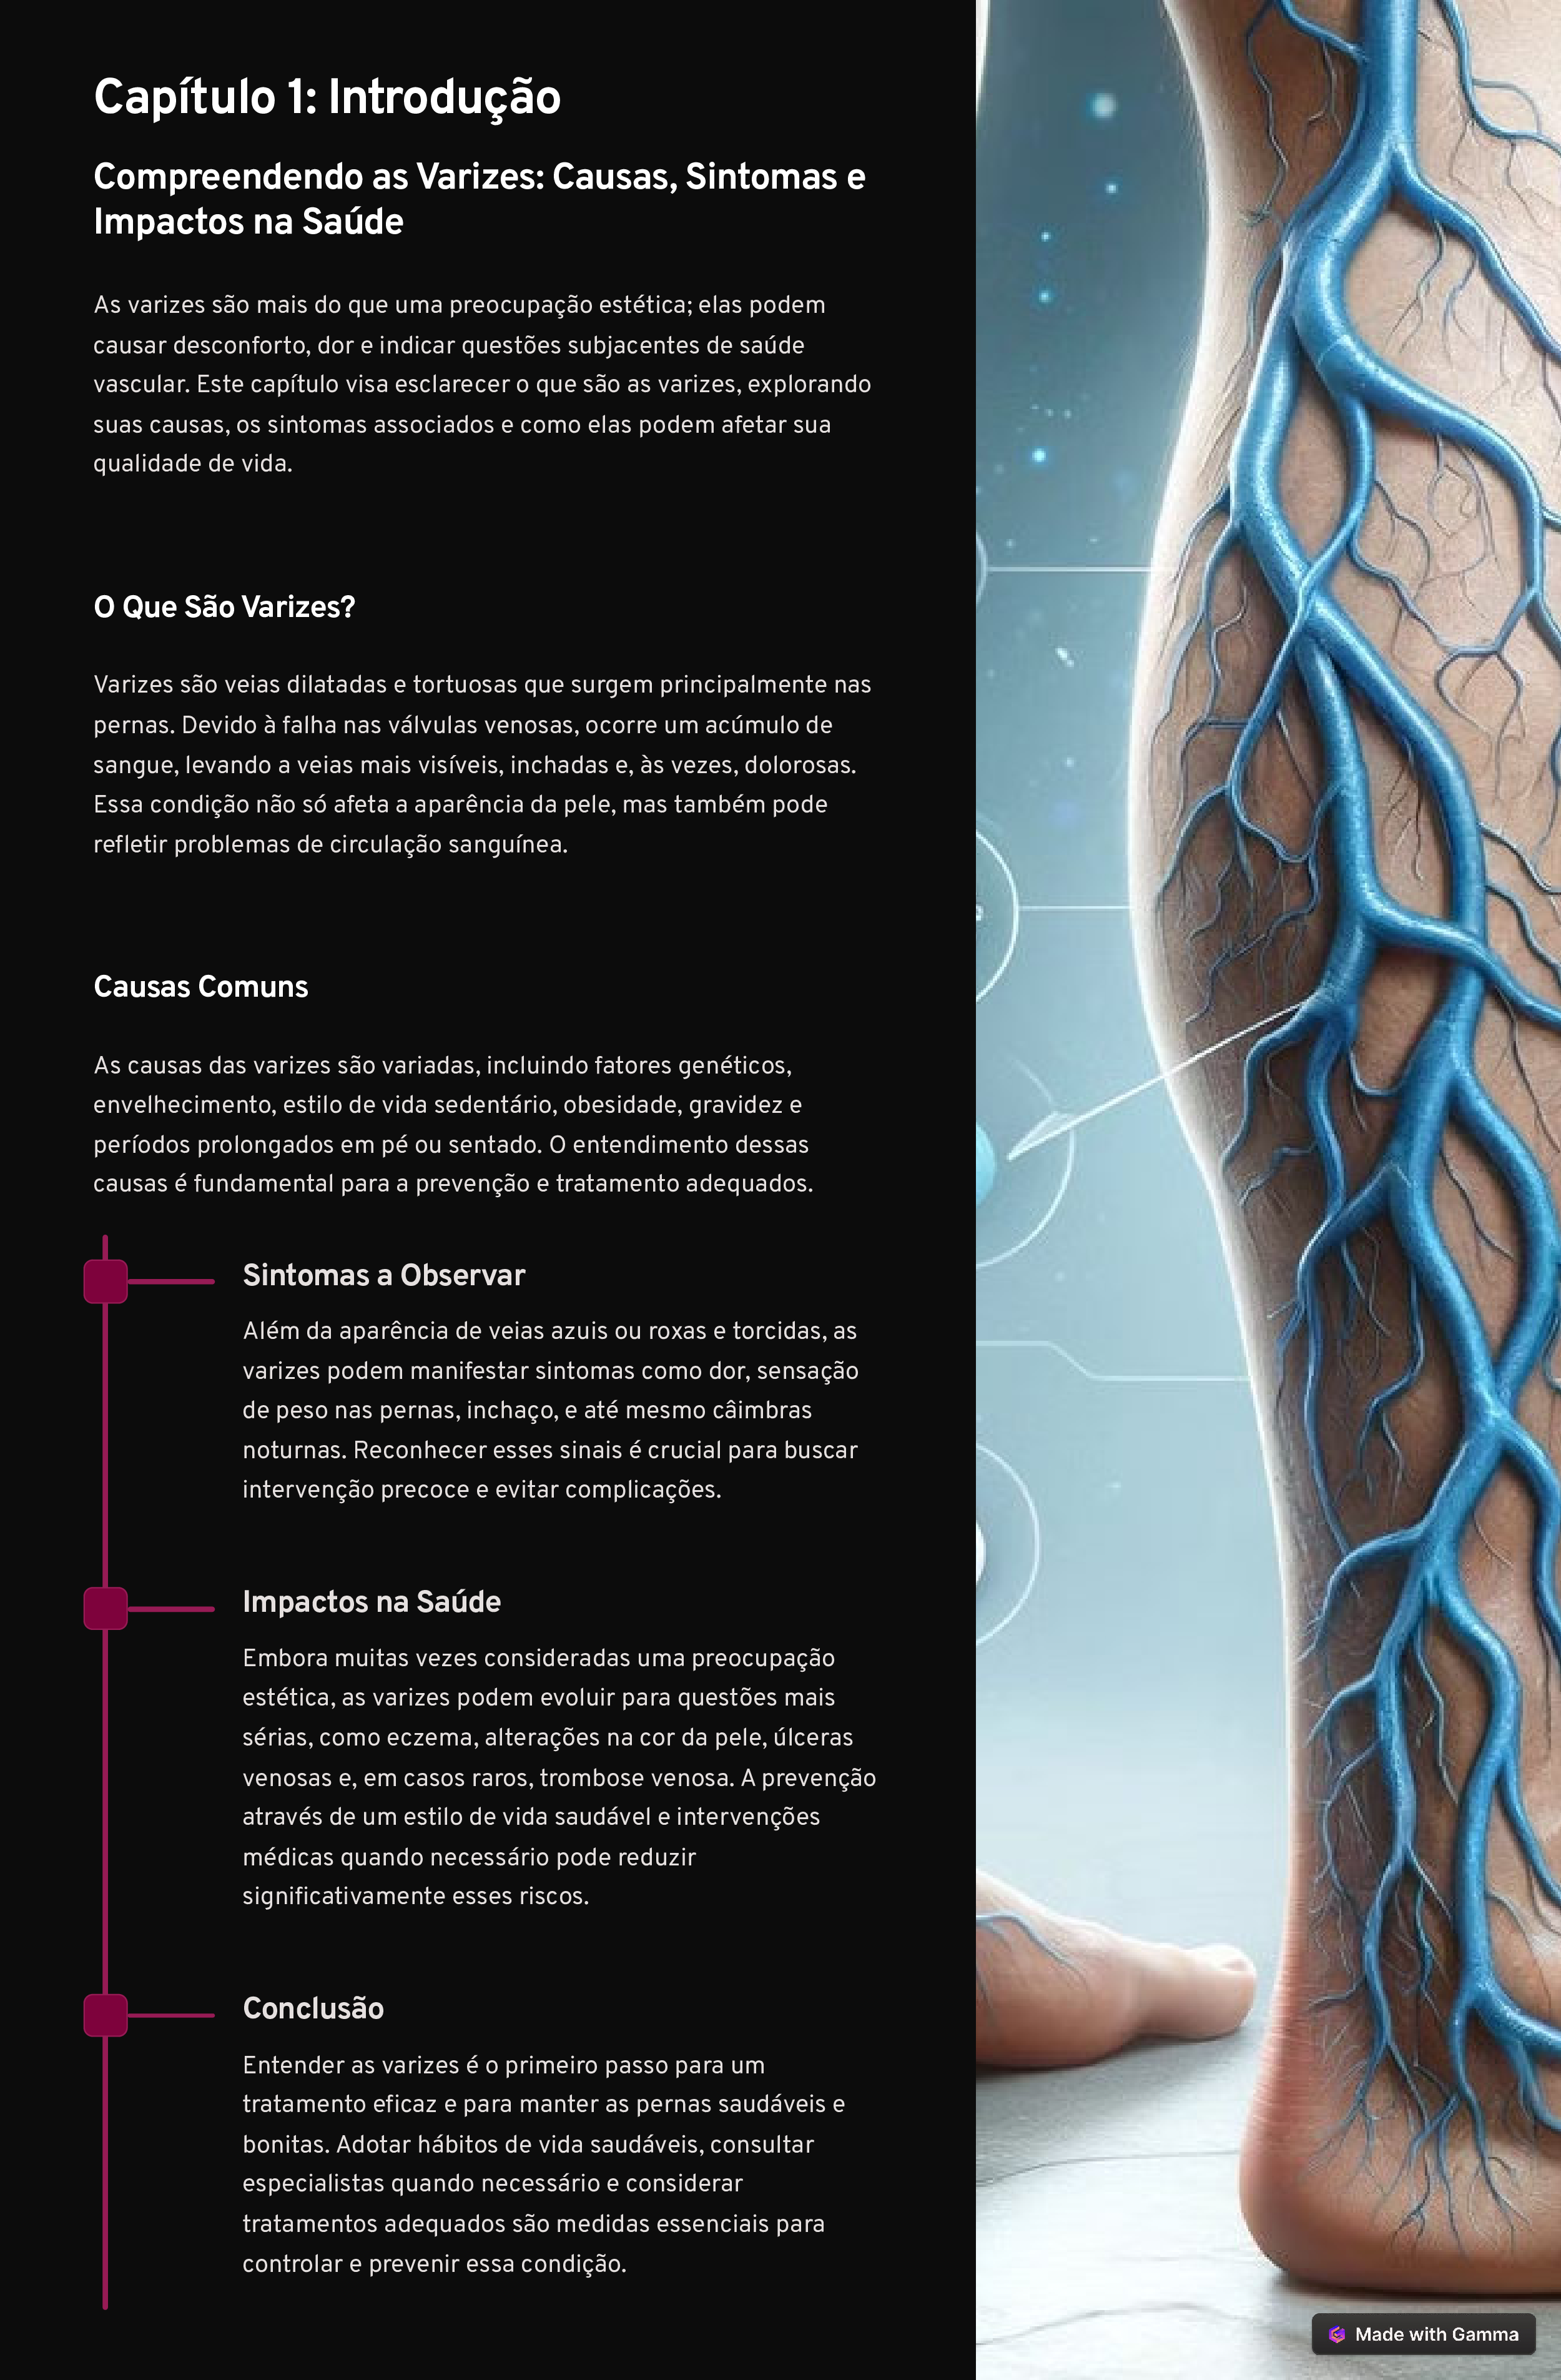 Capítulo 1: Introdução
Compreendendo as Varizes: Causas, Sintomas e
Impactos na Saúde
As varizes são mais do que uma preocupação estética; elas podem
causar desconforto, dor e indicar questões subjacentes de saúde
vascular. Este capítulo visa esclarecer o que são as varizes, explorando
suas causas, os sintomas associados e como elas podem afetar sua
qualidade de vida.
O Que São Varizes?
Varizes são veias dilatadas e tortuosas que surgem principalmente nas
pernas. Devido à falha nas válvulas venosas, ocorre um acúmulo de
sangue, levando a veias mais visíveis, inchadas e, às vezes, dolorosas.
Essa condição não só afeta a aparência da pele, mas também pode
refletir problemas de circulação sanguínea.
Causas Comuns
As causas das varizes são variadas, incluindo fatores genéticos,
envelhecimento, estilo de vida sedentário, obesidade, gravidez e
períodos prolongados em pé ou sentado. O entendimento dessas
causas é fundamental para a prevenção e tratamento adequados.
Sintomas a Observar
Além da aparência de veias azuis ou roxas e torcidas, as
varizes podem manifestar sintomas como dor, sensação
de peso nas pernas, inchaço, e até mesmo câimbras
noturnas. Reconhecer esses sinais é crucial para buscar
intervenção precoce e evitar complicações.
Impactos na Saúde
Embora muitas vezes consideradas uma preocupação
estética, as varizes podem evoluir para questões mais
sérias, como eczema, alterações na cor da pele, úlceras
venosas e, em casos raros, trombose venosa. A prevenção
através de um estilo de vida saudável e intervenções
médicas quando necessário pode reduzir
significativamente esses riscos.
Conclusão
Entender as varizes é o primeiro passo para um
tratamento eficaz e para manter as pernas saudáveis e
bonitas. Adotar hábitos de vida saudáveis, consultar
especialistas quando necessário e considerar
tratamentos adequados são medidas essenciais para
controlar e prevenir essa condição.
Made with Gamma